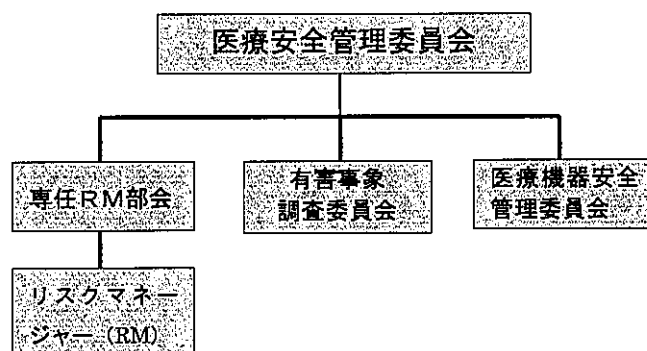 医療安全管理委員会
専任RM部会
有害事象
調査委員会
医療機器安全
管理委員会
リスクマネー
ジャー (RM)